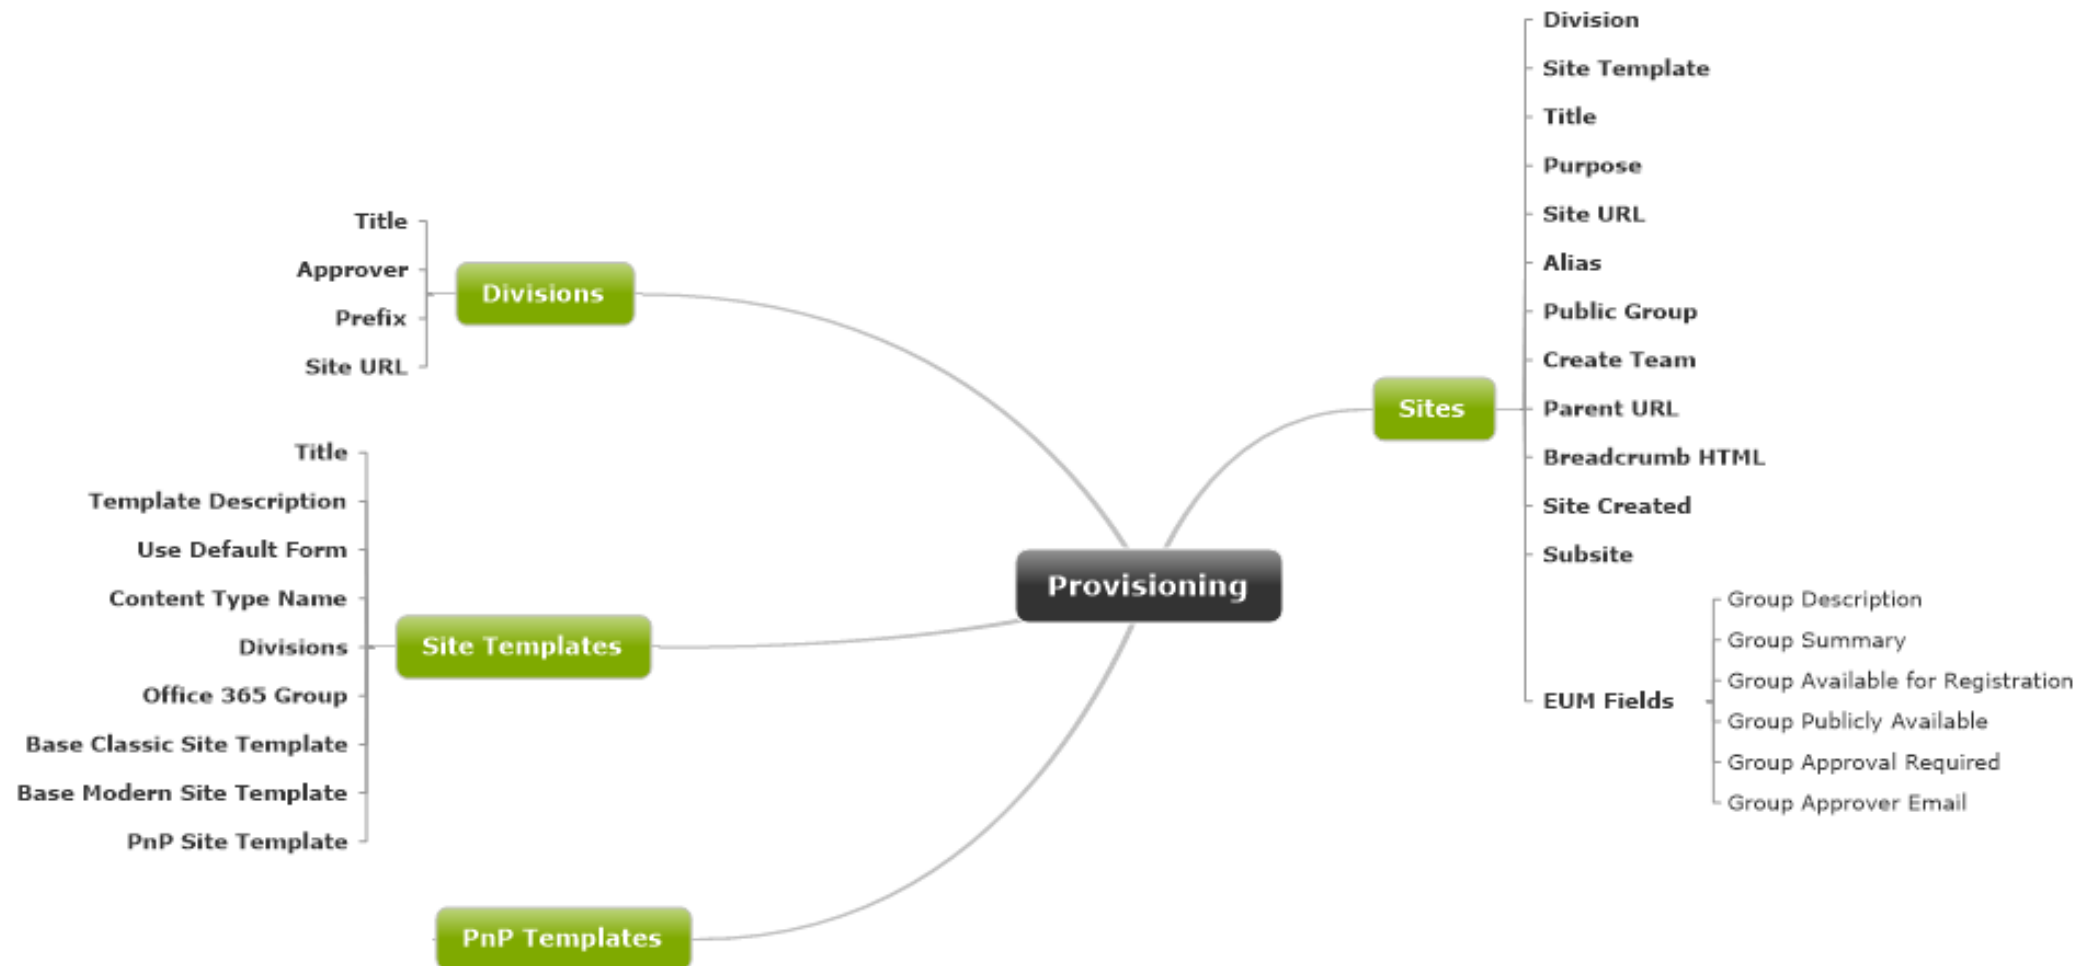 Provisioning
Divisions
Title
Approver
Prefix
Site URL
Site Templates
Title
Template Description
Use Default Form
Content Type Name
Divisions
Office 365 Group
Base Classic Site Template
Base Modern Site Template
PnP Site Template
PnP Templates
Sites
Division
Site Template
Title
Purpose
Site URL
Alias
Public Group
Create Team
Parent URL
Breadcrumb HTML
Site Created
Subsite
EUM Fields
Group Description
Group Summary
Group Available for Registration
Group Publicly Available
Group Approval Required
Group Approver Email